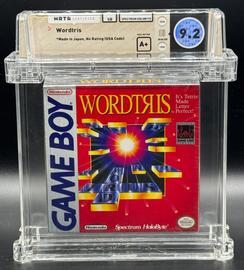 WATA
Wordtris
*Made in Japan, No Rating (USA Code)
A+
9.2
Nintendo
GAME BOY
WORDTRIS
It's Tetris
Made
Letter
Perfect!
Nintendo
Spectrum HoloByte